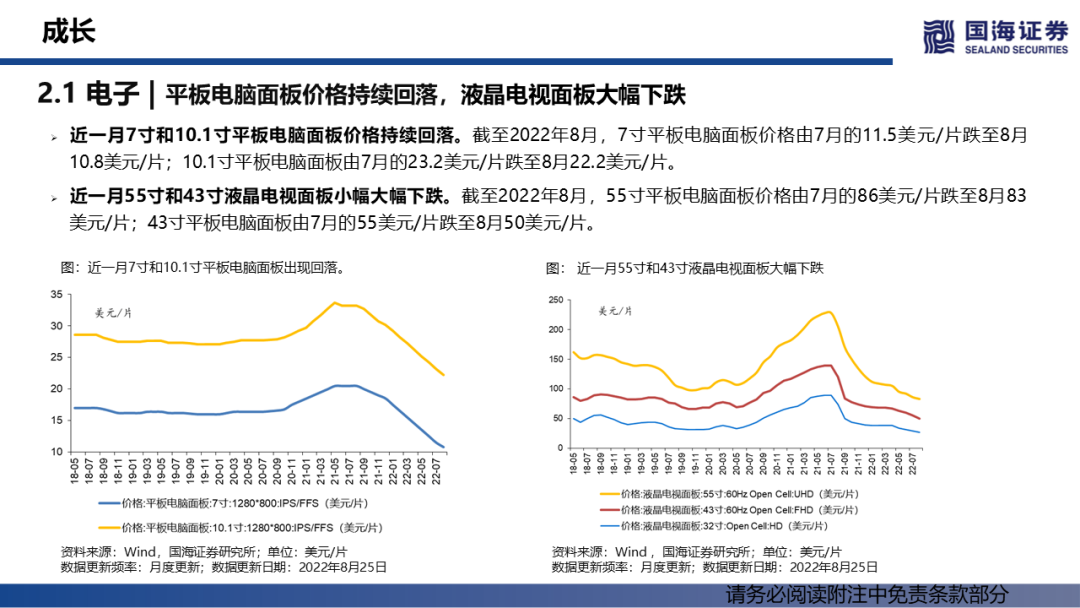 成长
国海证券
SEALAND SECURITIES
2.1 电子 | 平板电脑面板价格持续回落，液晶电视面板大幅下跌
近一月7寸和10.1寸平板电脑面板价格持续回落。截至2022年8月，7寸平板电脑面板价格由7月的11.5美元/片跌至8月
10.8美元/片；10.1寸平板电脑面板由7月的23.2美元/片跌至8月22.2美元/片。
近一月55寸和43寸液晶电视面板小幅大幅下跌。截至2022年8月，55寸平板电脑面板价格由7月的86美元/片跌至8月83
美元/片；43寸平板电脑面板由7月的55美元/片跌至8月50美元/片。
图：近一月7寸和10.1寸平板电脑面板出现回落。
35
30
25
20
15
10
美元/片
18-05 18-07 18-09 18-11 19-01 19-03 19-05 19-07 19-09 19-11 20-01 20-03 20-05 20-07 20-09 20-11 21-01 21-03 21-05 21-07 21-09 21-11 22-01 22-03 22-05 22-07
价格:平板电脑面板:7寸:1280*800:IPS/FFS（美元/片）
价格:平板电脑面板:10.1寸:1280*800:IPS/FFS（美元/片）
资料来源：Wind，国海证券研究所；单位：美元/片
数据更新频率：月度更新；数据更新日期：2022年8月25日
图： 近一月55寸和43寸液晶电视面板大幅下跌
250
200
150
100
50
0
美元/片
18-05 18-07 18-09 18-11 19-01 19-03 19-05 19-07 19-09 19-11 20-01 20-03 20-05 20-07 20-09 20-11 21-01 21-03 21-05 21-07 21-09 21-11 22-01 22-03 22-05 22-07
价格:液晶电视面板:55寸:60Hz Open Cell:UHD（美元/片）
价格:液晶电视面板:43寸:60Hz Open Cell:FHD（美元/片）
价格:液晶电视面板:32寸:Open Cell:HD（美元/片）
资料来源：Wind ，国海证券研究所；单位：美元/片
数据更新频率：月度更新；数据更新日期：2022年8月25日
请务必阅读附注中免责条款部分